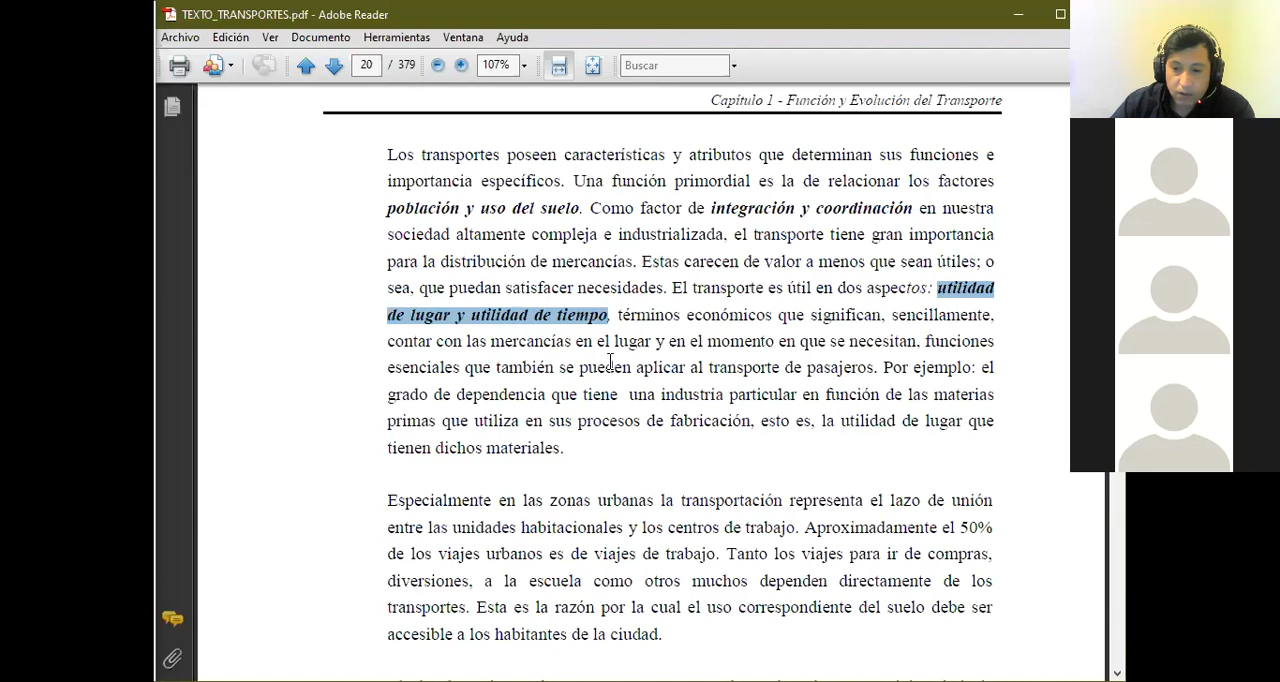 TEXTO_TRANSPORTES.pdf - Adobe Reader
Archivo Edición Ver Documento Herramientas Ventana Ayuda
20 / 379 107% Buscar
Capítulo 1 - Función y Evolución del Transporte
Los transportes poseen características y atributos que determinan sus funciones e
importancia específicos. Una función primordial es la de relacionar los factores
población y uso del suelo. Como factor de integración y coordinación en nuestra
sociedad altamente compleja e industrializada, el transporte tiene gran importancia
para la distribución de mercancías. Estas carecen de valor a menos que sean útiles; o
sea, que puedan satisfacer necesidades. El transporte es útil en dos aspectos: utilidad
de lugar y utilidad de tiempo, términos económicos que significan, sencillamente,
contar con las mercancías en el lugar y en el momento en que se necesitan, funciones
esenciales que también se pueden aplicar al transporte de pasajeros. Por ejemplo: el
grado de dependencia que tiene una industria particular en función de las materias
primas que utiliza en sus procesos de fabricación, esto es, la utilidad de lugar que
tienen dichos materiales.
Especialmente en las zonas urbanas la transportación representa el lazo de unión
entre las unidades habitacionales y los centros de trabajo. Aproximadamente el 50%
de los viajes urbanos es de viajes de trabajo. Tanto los viajes para ir de compras,
diversiones, a la escuela como otros muchos dependen directamente de los
transportes. Esta es la razón por la cual el uso correspondiente del suelo debe ser
accesible a los habitantes de la ciudad.